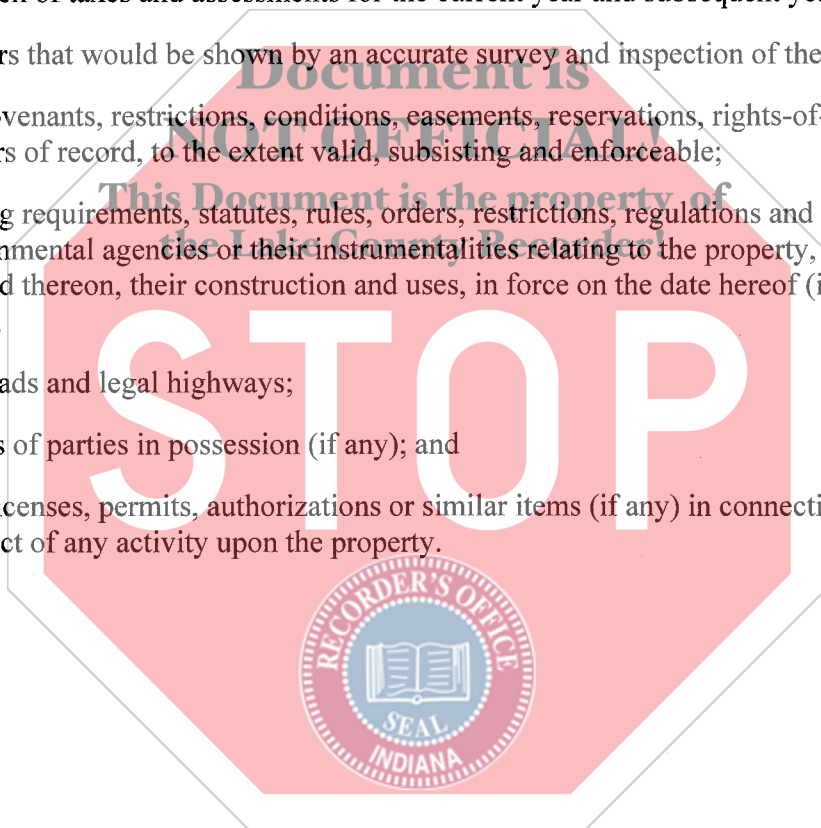 of taxes and assessments for the current year and subsequent
rs that would be shown by an accurate survey and inspection of the
Document is
venants, restrictions, conditions, easements, reservations, rights-of-
NOT OFFICIAL!
rs of record, to the extent valid, subsisting and enforceable;
This Document is the property of
g requirements, statutes, rules, orders, restrictions, regulations and
the Lake County Recorder!
nmental agencies or their instrumentalities relating to the property,
d thereon, their construction and uses, in force on the date hereof (i
STOP
ads and legal highways;
s of parties in possession (if any); and
icenses, permits, authorizations or similar items (if any) in connecti
ct of any activity upon the property.
RECORDER'S OFFICE
SEAL
INDIANA